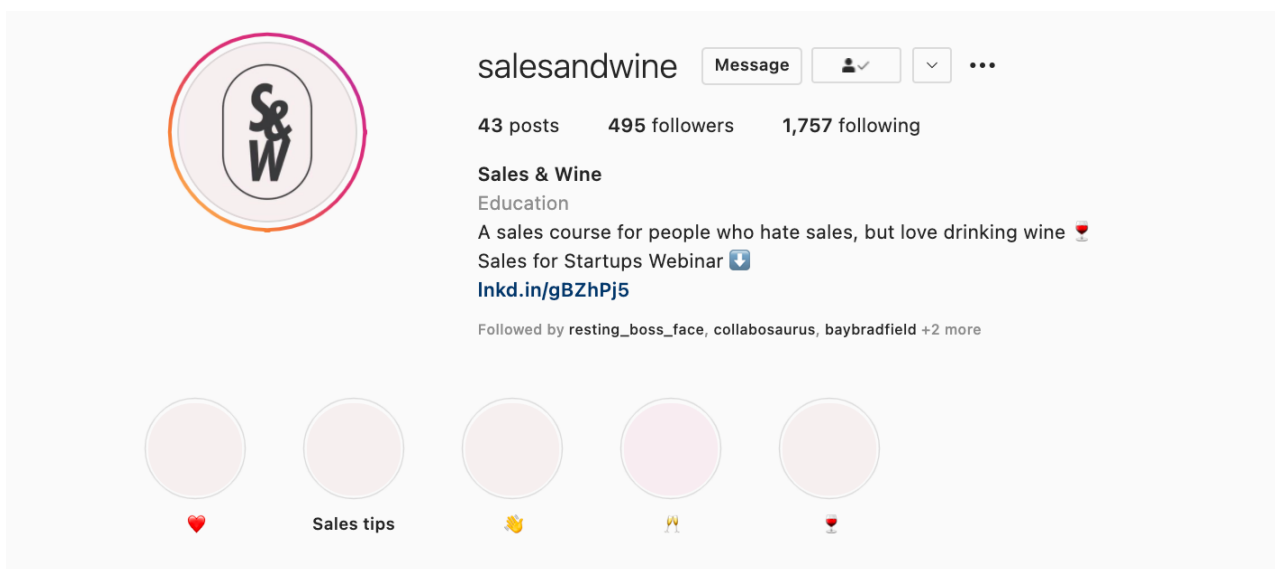 S&W
salesandwine Message
43 posts 495 followers 1,757 following
Sales & Wine
Education
A sales course for people who hate sales, but love drinking wine 🍷
Sales for Startups Webinar ⬇️
lnkd.in/gBZhPj5
Followed by resting_boss_face, collabosaurus, baybradfield +2 more
❤️ Sales tips 👋 🥂 🍷